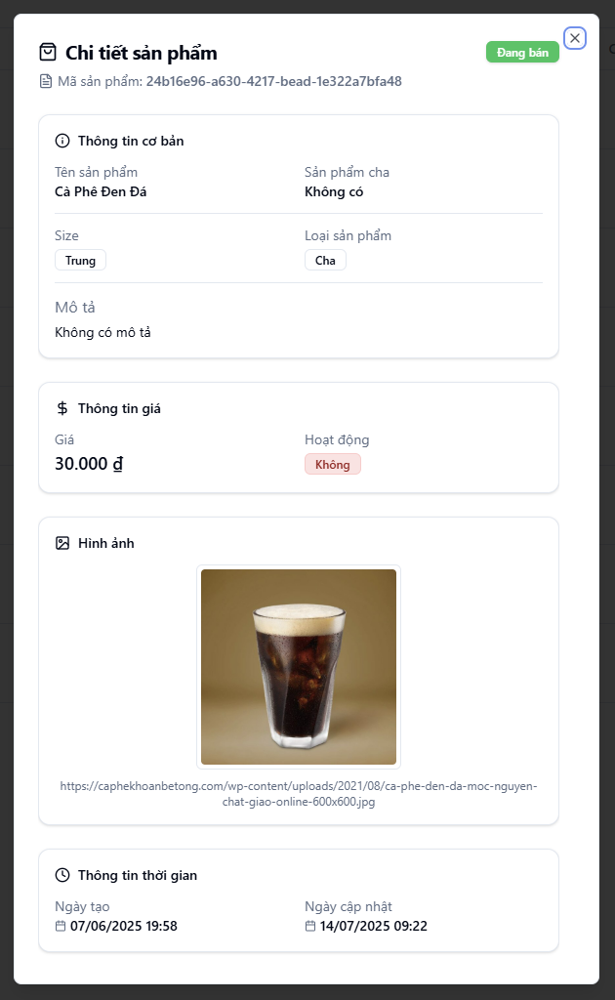 Chi tiết sản phẩm
Đang bán
Mã sản phẩm: 24b16e96-a630-4217-bead-1e322a7bfa48
Thông tin cơ bản
Tên sản phẩm
Sản phẩm cha
Cà Phê Đen Đá
Không có
Size
Loại sản phẩm
Trung
Cha
Mô tả
Không có mô tả
Thông tin giá
Giá
Hoạt động
30.000 ₫
Không
Hình ảnh
https://caphekhoanbetong.com/wp-content/uploads/2021/08/ca-phe-den-da-moc-nguyen-
chat-giao-online-600x600.jpg
Thông tin thời gian
Ngày tạo
Ngày cập nhật
07/06/2025 19:58
14/07/2025 09:22